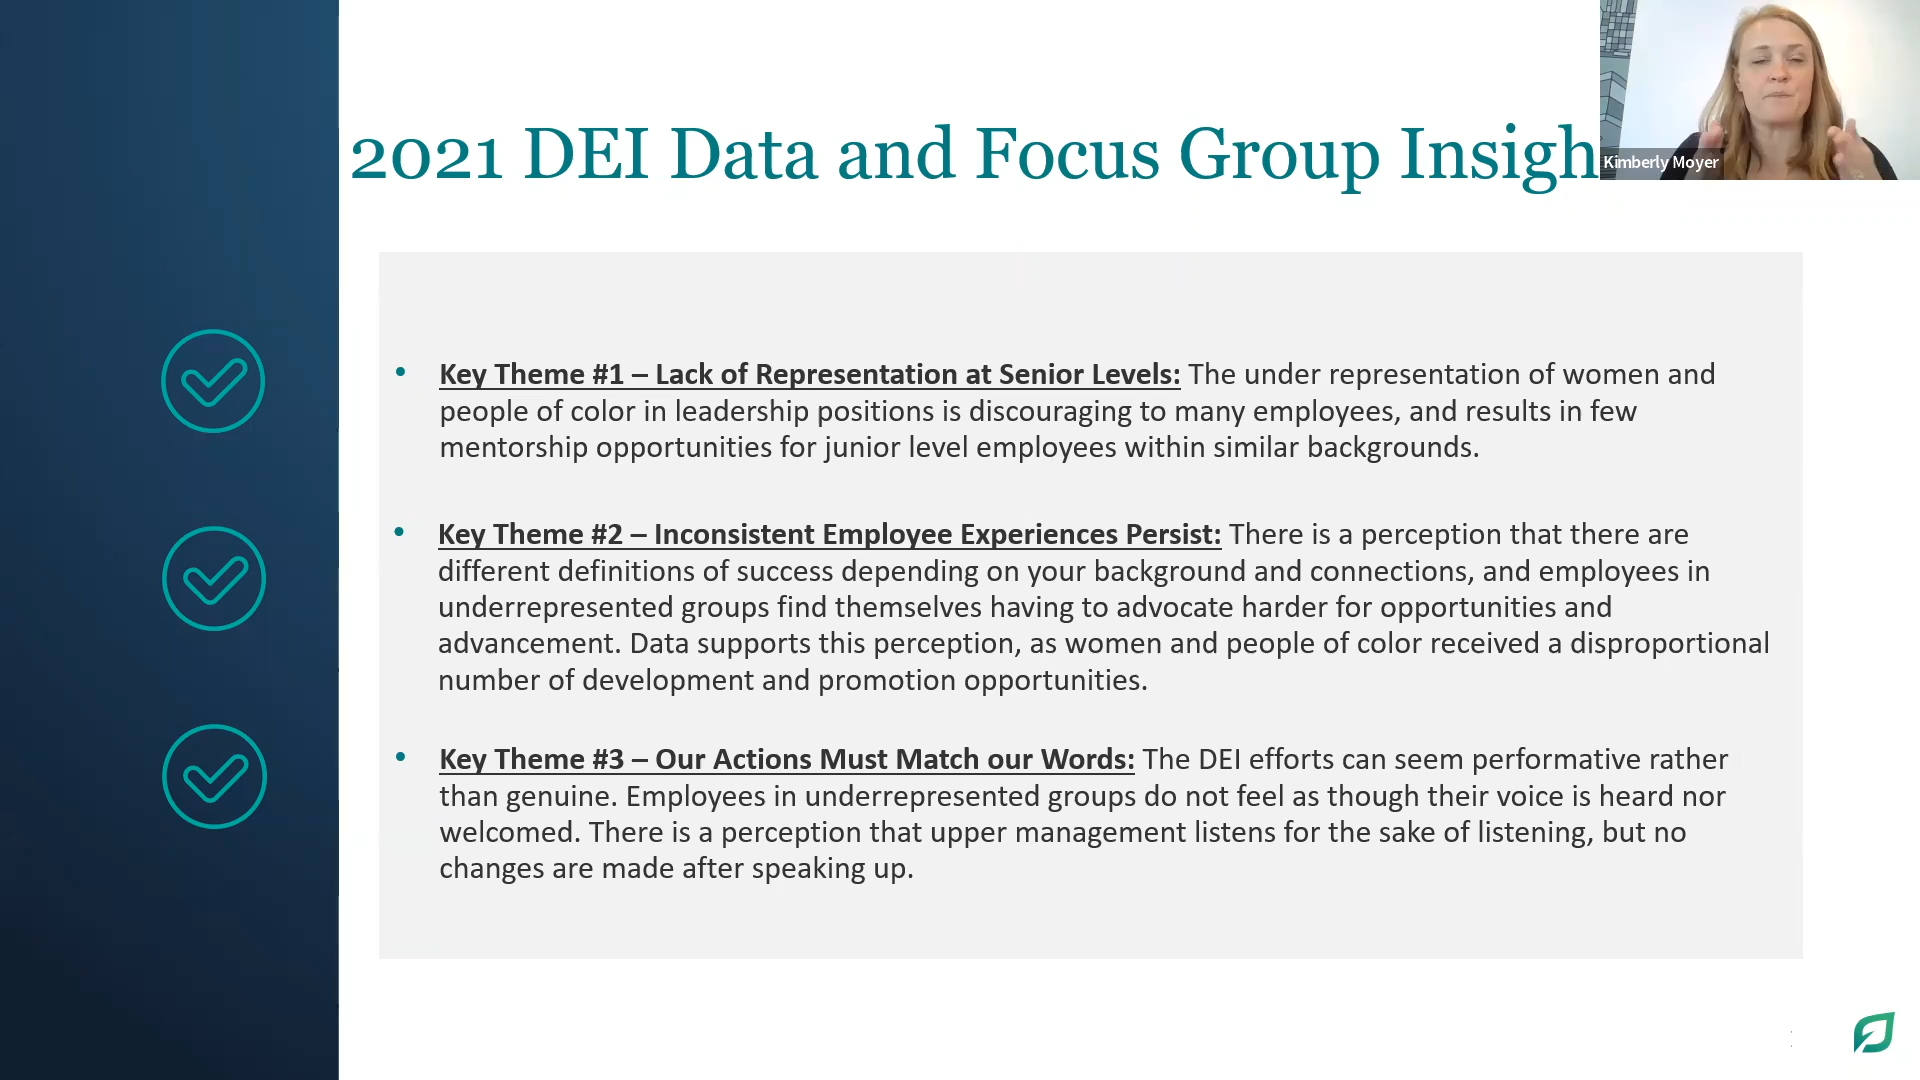 2021 DEI Data and Focus Group Insigh
Kimberly Moyer
• Key Theme #1 – Lack of Representation at Senior Levels: The under representation of women and
people of color in leadership positions is discouraging to many employees, and results in few
mentorship opportunities for junior level employees within similar backgrounds.
• Key Theme #2 – Inconsistent Employee Experiences Persist: There is a perception that there are
different definitions of success depending on your background and connections, and employees in
underrepresented groups find themselves having to advocate harder for opportunities and
advancement. Data supports this perception, as women and people of color received a disproportional
number of development and promotion opportunities.
• Key Theme #3 – Our Actions Must Match our Words: The DEI efforts can seem performative rather
than genuine. Employees in underrepresented groups do not feel as though their voice is heard nor
welcomed. There is a perception that upper management listens for the sake of listening, but no
changes are made after speaking up.